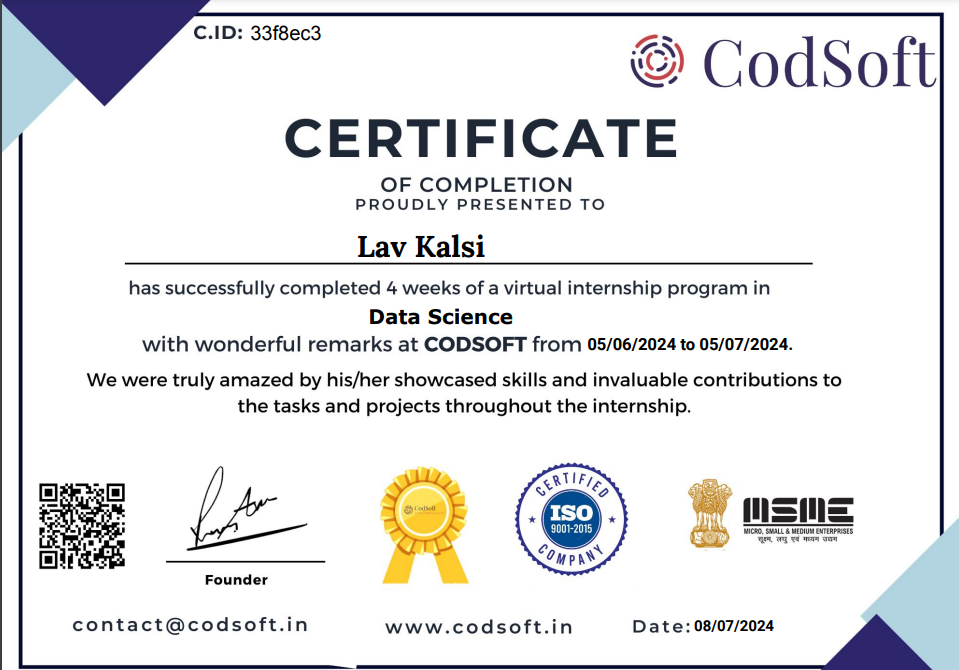 C.ID: 33f8ec3
CodSoft
CERTIFICATE
OF COMPLETION
PROUDLY PRESENTED TO
Lav Kalsi
has successfully completed 4 weeks of a virtual internship program in
Data Science
with wonderful remarks at CODSOFT from 05/06/2024 to 05/07/2024.
We were truly amazed by his/her showcased skills and invaluable contributions to
the tasks and projects throughout the internship.
CodSoft
CERTIFIED
ISO
9001-2015
COMPANY
MSME
MICRO, SMALL & MEDIUM ENTERPRISES
सूक्ष्म, लघु एवं मध्यम उद्यम
Founder
contact@codsoft.in
www.codsoft.in
Date: 08/07/2024